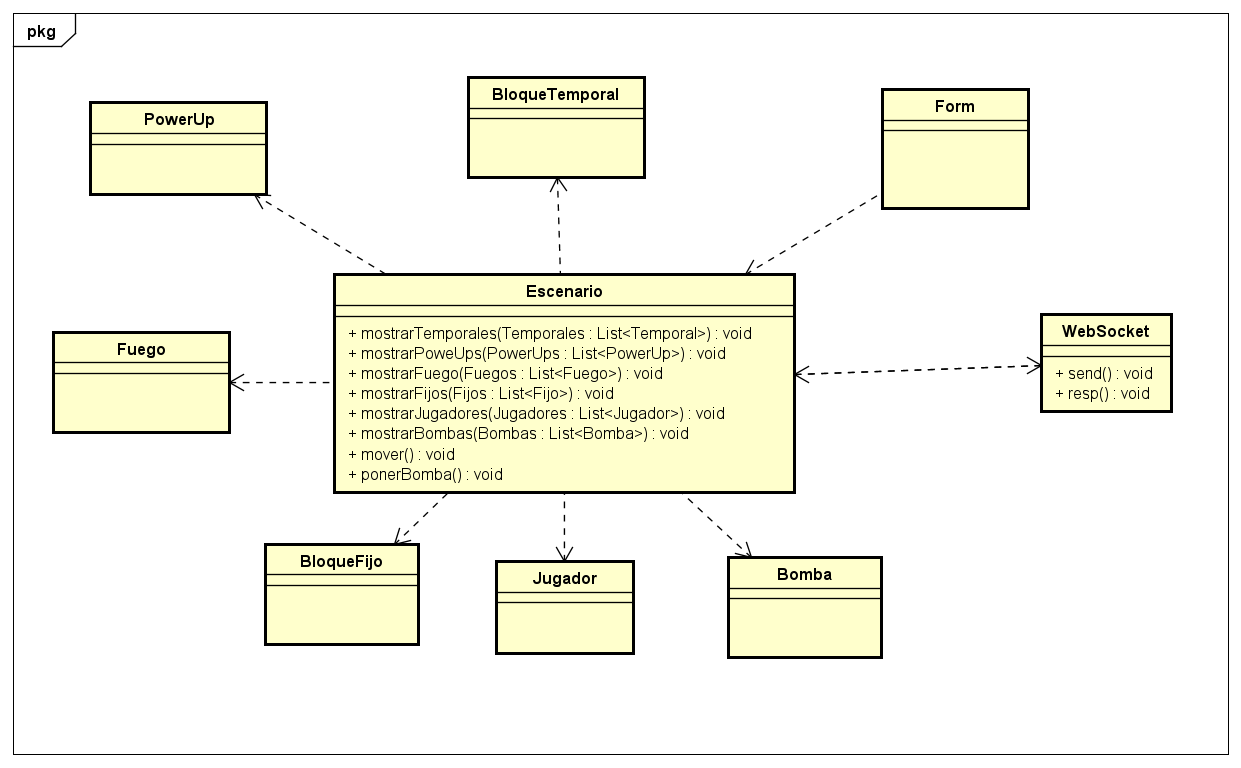 pkg
PowerUp
BloqueTemporal
Form
Escenario
+ mostrarTemporales(Temporales : List<Temporal>) : void
+ mostrarPoweUps(PowerUps : List<PowerUp>) : void
+ mostrarFuego(Fuegos : List<Fuego>) : void
+ mostrarFijos(Fijos : List<Fijo>) : void
+ mostrarJugadores(Jugadores : List<Jugador>) : void
+ mostrarBombas(Bombas : List<Bomba>) : void
+ mover() : void
+ ponerBomba() : void
Fuego
WebSocket
+ send() : void
+ resp() : void
BloqueFijo
Jugador
Bomba